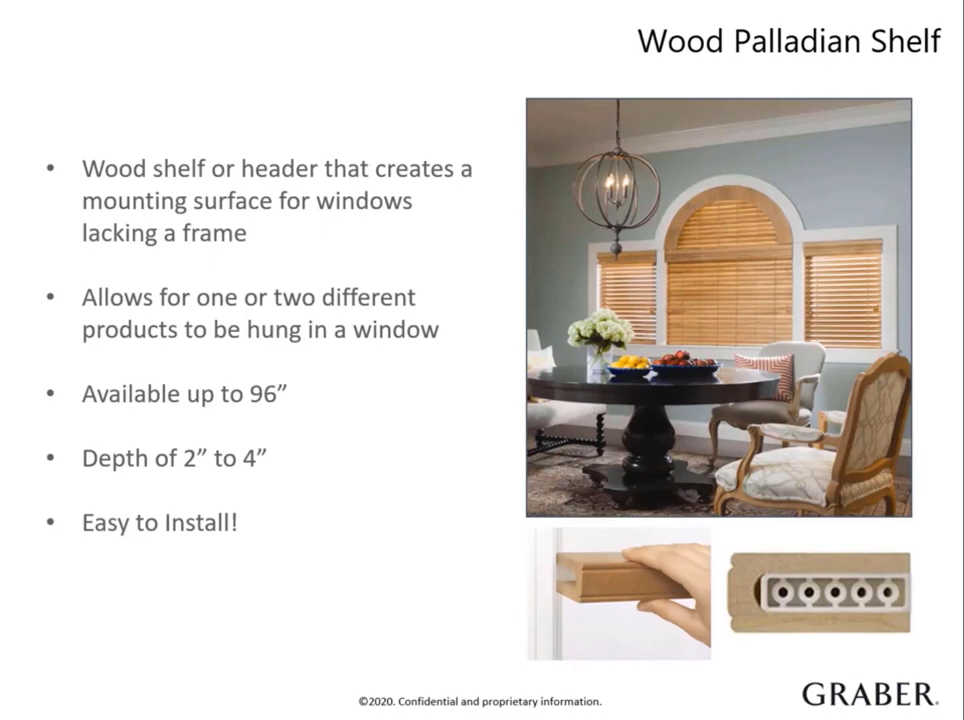 Wood Palladian Shelf
• Wood shelf or header that creates a
mounting surface for windows
lacking a frame
• Allows for one or two different
products to be hung in a window
• Available up to 96”
• Depth of 2” to 4”
• Easy to Install!
©2020. Confidential and proprietary information.
GRABER.